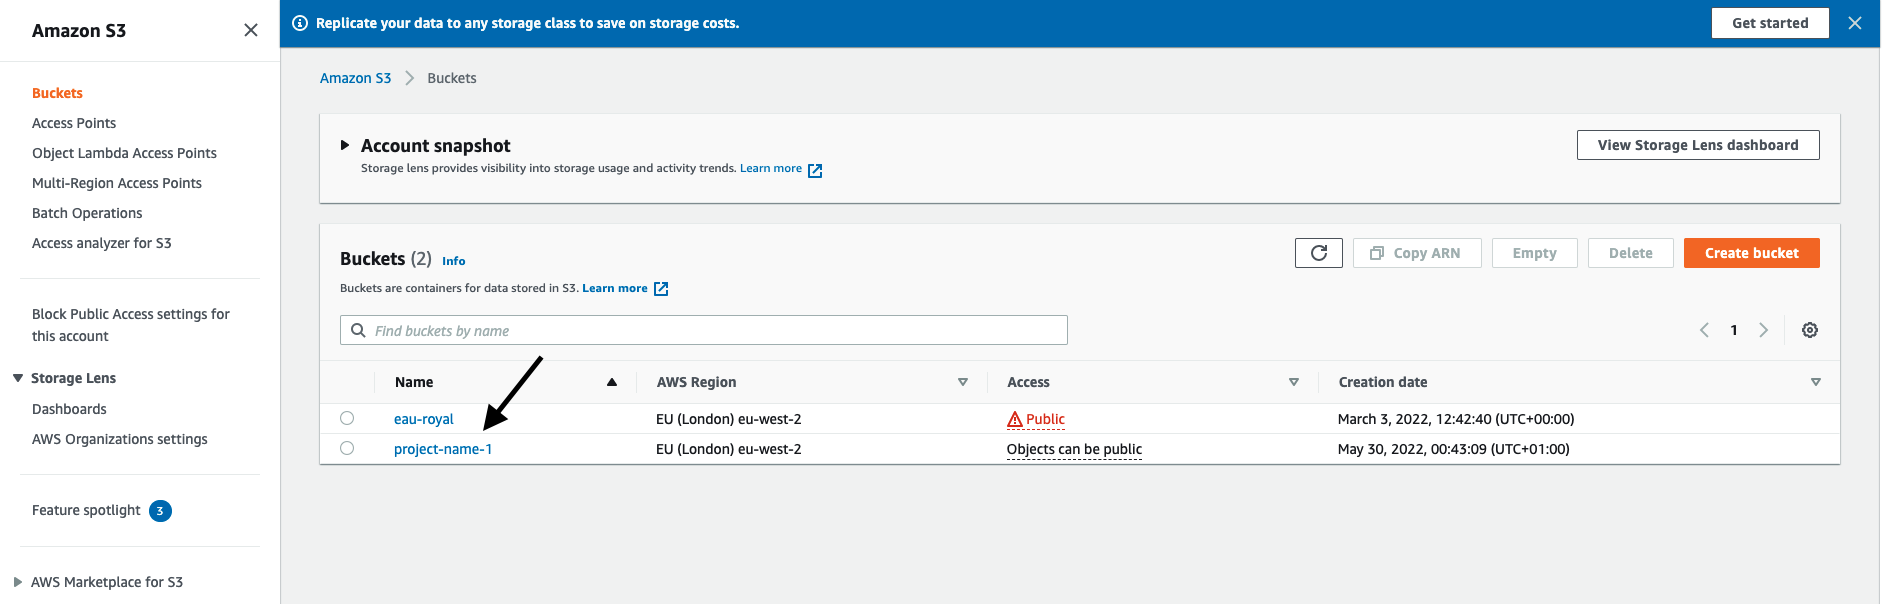 Amazon S3
Buckets
Access Points
Object Lambda Access Points
Multi-Region Access Points
Batch Operations
Access analyzer for S3
Block Public Access settings for
this account
Storage Lens
Dashboards
AWS Organizations settings
Feature spotlight 3
AWS Marketplace for S3
Replicate your data to any storage class to save on storage costs. Get started
Amazon S3 Buckets
Account snapshot
Storage lens provides visibility into storage usage and activity trends. Learn more
View Storage Lens dashboard
Buckets (2) Info
Buckets are containers for data stored in S3. Learn more
Copy ARN Empty Delete Create bucket
Find buckets by name
1
Name AWS Region Access Creation date
eau-royal EU (London) eu-west-2 Public March 3, 2022, 12:42:40 (UTC+00:00)
project-name-1 EU (London) eu-west-2 Objects can be public May 30, 2022, 00:43:09 (UTC+01:00)